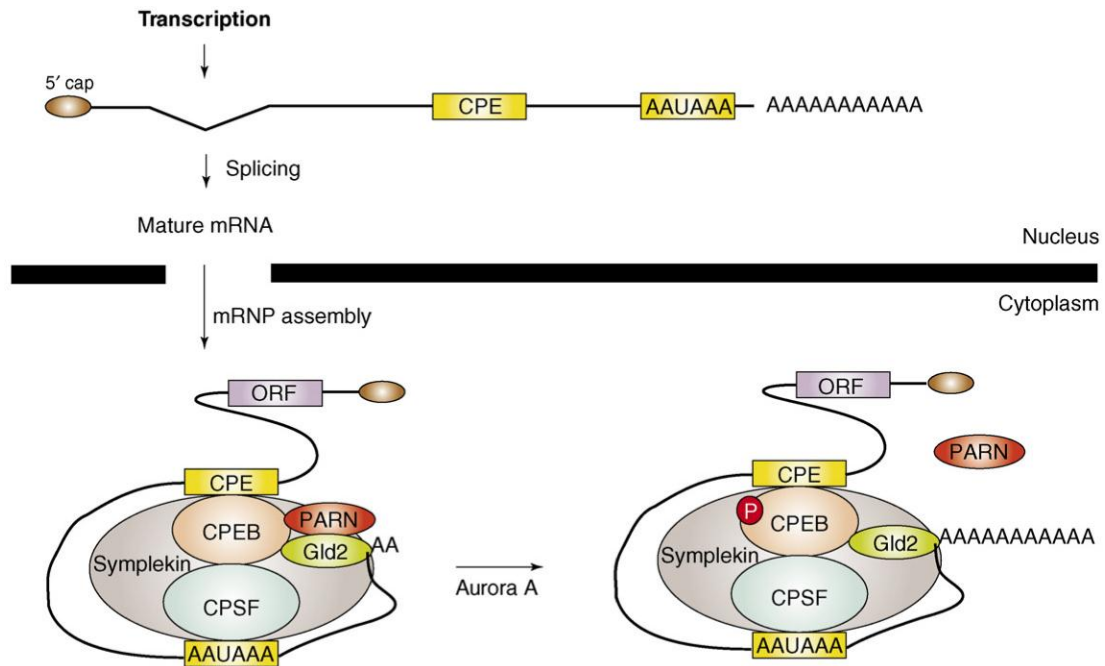 Transcription
5′ cap
CPE
AAUAAA
AAAAAAAAAAA
Splicing
Mature mRNA
Nucleus
Cytoplasm
mRNP assembly
ORF
CPE
CPEB
PARN
Gld2
AA
Symplekin
CPSF
AAUAAA
Aurora A
ORF
PARN
CPE
P
CPEB
Gld2
AAAAAAAAAAA
Symplekin
CPSF
AAUAAA